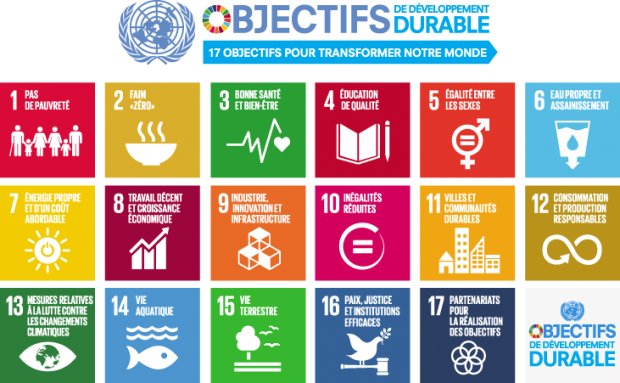 OBJECTIFS
DE DÉVELOPPEMENT
DURABLE
17 OBJECTIFS POUR TRANSFORMER NOTRE MONDE
1 PAS
DE PAUVRETÉ
2 FAIM
«ZÉRO»
3 BONNE SANTÉ
ET BIEN-ÊTRE
4 ÉDUCATION
DE QUALITÉ
5 ÉGALITÉ ENTRE
LES SEXES
6 EAU PROPRE ET
ASSAINISSEMENT
7 ÉNERGIE PROPRE
ET D'UN COÛT
ABORDABLE
8 TRAVAIL DÉCENT
ET CROISSANCE
ÉCONOMIQUE
9 INDUSTRIE,
INNOVATION ET
INFRASTRUCTURE
10 INÉGALITÉS
RÉDUITES
11 VILLES ET
COMMUNAUTÉS
DURABLES
12 CONSOMMATION
ET PRODUCTION
RESPONSABLES
13 MESURES RELATIVES
À LA LUTTE CONTRE
LES CHANGEMENTS
CLIMATIQUES
14 VIE
AQUATIQUE
15 VIE
TERRESTRE
16 PAIX, JUSTICE
ET INSTITUTIONS
EFFICACES
17 PARTENARIATS
POUR
LA RÉALISATION
DES OBJECTIFS
OBJECTIFS
DE DÉVELOPPEMENT
DURABLE